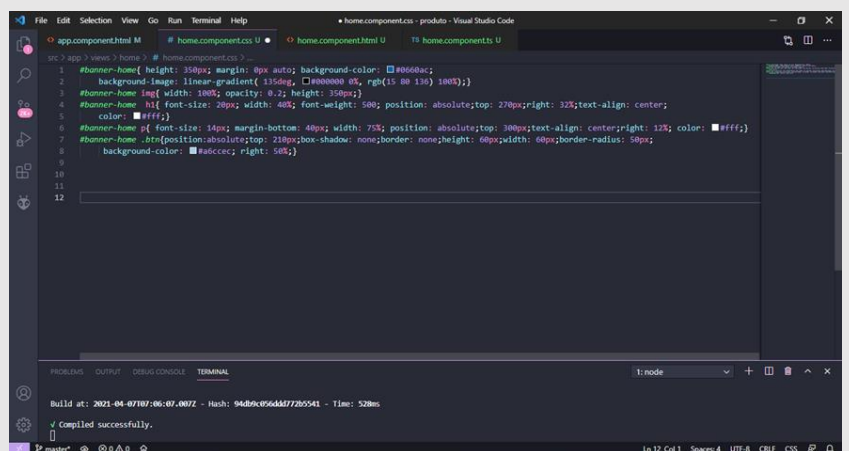 File Edit Selection View Go Run Terminal Help ● home.component.css - produto - Visual Studio Code
app.component.html M # home.component.css U ● home.component.html U TS home.component.ts U
src > app > views > home > # home.component.css > ...
1 #banner-home{ height: 350px; margin: 0px auto; background-color: #0660ac;
2 background-image: linear-gradient( 135deg, #000000 0%, rgb(15 80 136) 100%);}
3 #banner-home img{ width: 100%; opacity: 0.2; height: 350px;}
4 #banner-home h1{ font-size: 20px; width: 40%; font-weight: 500; position: absolute;top: 270px;right: 32%;text-align: center;
5 color: #fff;}
6 #banner-home p{ font-size: 14px; margin-bottom: 40px; width: 75%; position: absolute;top: 300px;text-align: center;right: 12%; color: #fff;}
7 #banner-home .btn{position:absolute;top: 210px;box-shadow: none;border: none;height: 60px;width: 60px;border-radius: 50px;
8 background-color: #a6ccec; right: 50%;}
9
10
11
12
PROBLEMS OUTPUT DEBUG CONSOLE TERMINAL 1: node
Build at: 2021-04-07T07:06:07.007Z - Hash: 94db9c056ddd772b5541 - Time: 528ms
√ Compiled successfully.
master* 0 0 Ln 12, Col 1 Spaces: 4 UTF-8 CRLF CSS